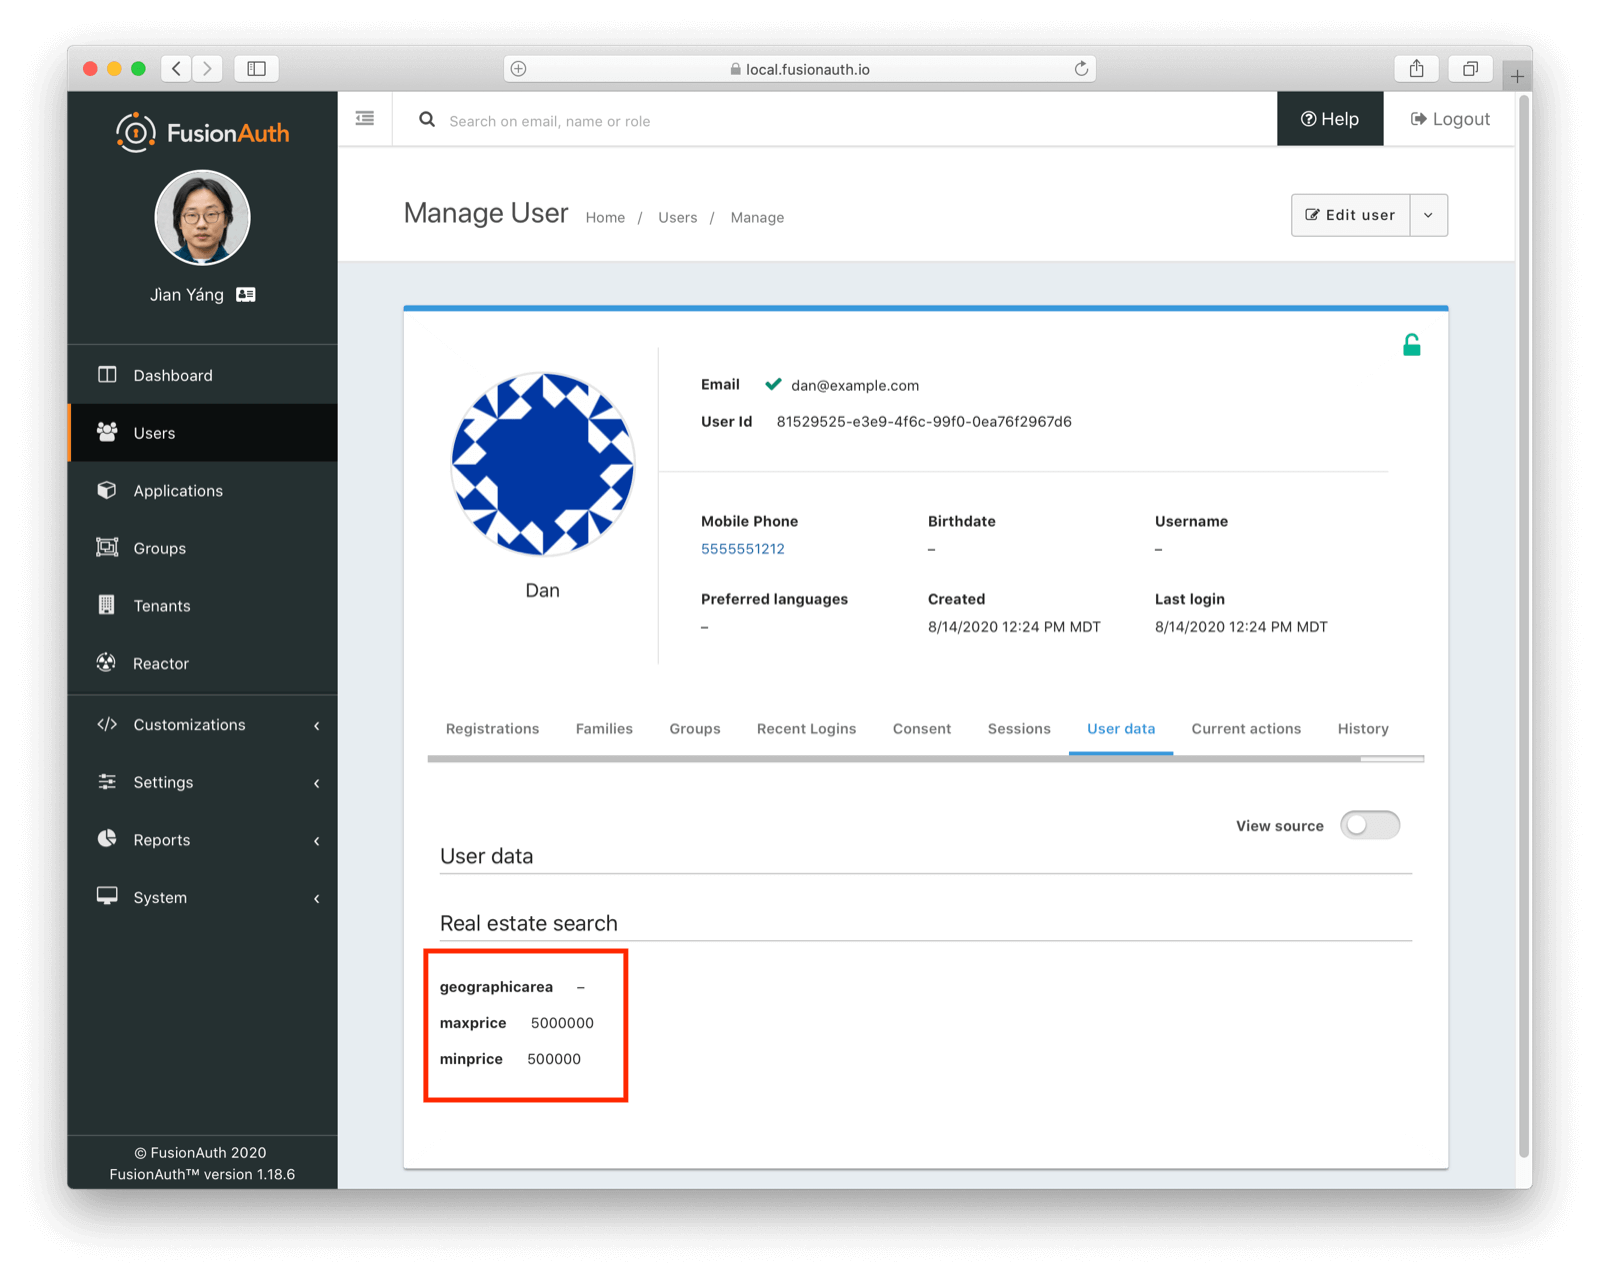 local.fusionauth.io
FusionAuth
Search on email, name or role
Help
Logout
Jìan Yáng
Manage User
Home / Users / Manage
Edit user
Dashboard
Users
Applications
Groups
Tenants
Reactor
Customizations
Settings
Reports
System
© FusionAuth 2020
FusionAuth™ version 1.18.6
Dan
Email dan@example.com
User Id 81529525-e3e9-4f6c-99f0-0ea76f2967d6
Mobile Phone Birthdate Username
5555551212 – –
Preferred languages Created Last login
– 8/14/2020 12:24 PM MDT 8/14/2020 12:24 PM MDT
Registrations Families Groups Recent Logins Consent Sessions User data Current actions History
View source
User data
Real estate search
geographicarea –
maxprice 5000000
minprice 500000